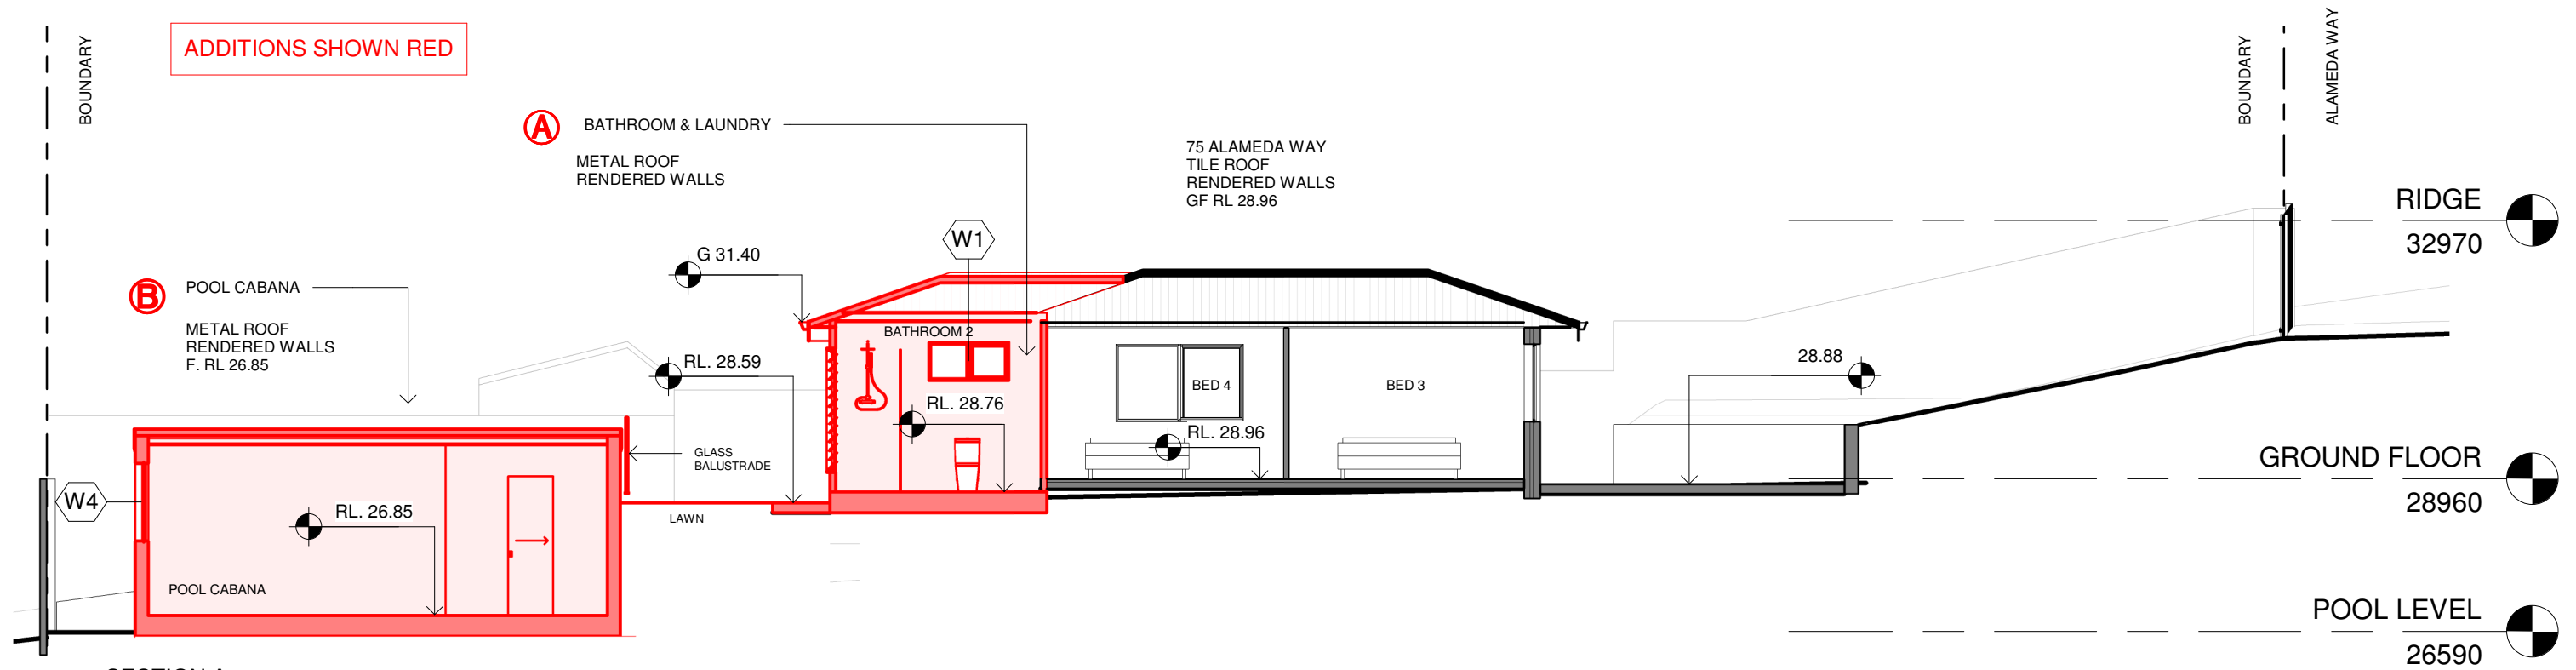 BOUNDARY
ADDITIONS SHOWN RED
A
BATHROOM & LAUNDRY
METAL ROOF
RENDERED WALLS
75 ALAMEDA WAY
TILE ROOF
RENDERED WALLS
GF RL 28.96
BOUNDARY
ALAMEDA WAY
RIDGE
32970
W1
G 31.40
B
POOL CABANA
METAL ROOF
RENDERED WALLS
F. RL 26.85
BATHROOM 2
RL. 28.59
28.88
BED 4
BED 3
RL. 28.76
RL. 28.96
GLASS
BALUSTRADE
GROUND FLOOR
28960
W4
RL. 26.85
LAWN
POOL CABANA
POOL LEVEL
26590